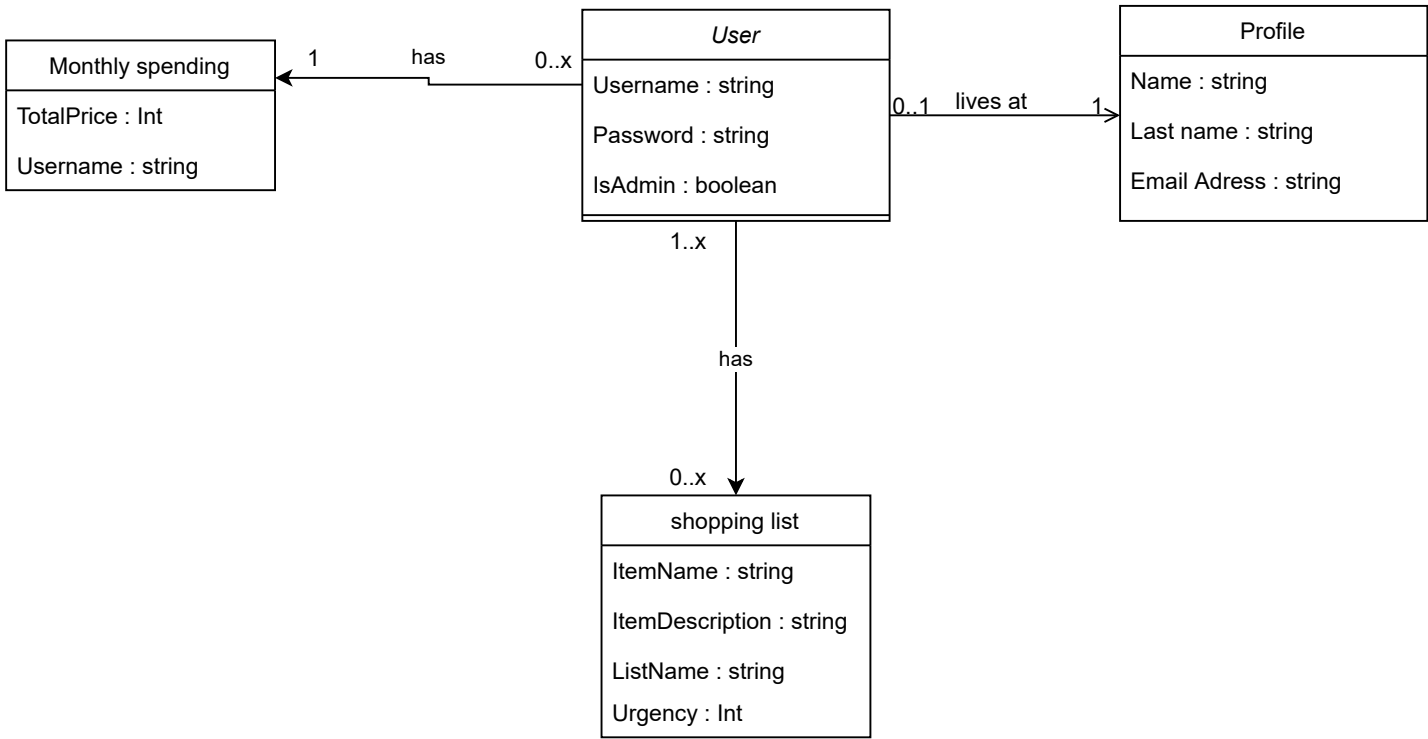 Monthly spending
TotalPrice : Int
Username : string
1
has
0..x
User
Username : string
Password : string
IsAdmin : boolean
0..1
lives at
1
Profile
Name : string
Last name : string
Email Adress : string
1..x
has
0..x
shopping list
ItemName : string
ItemDescription : string
ListName : string
Urgency : Int